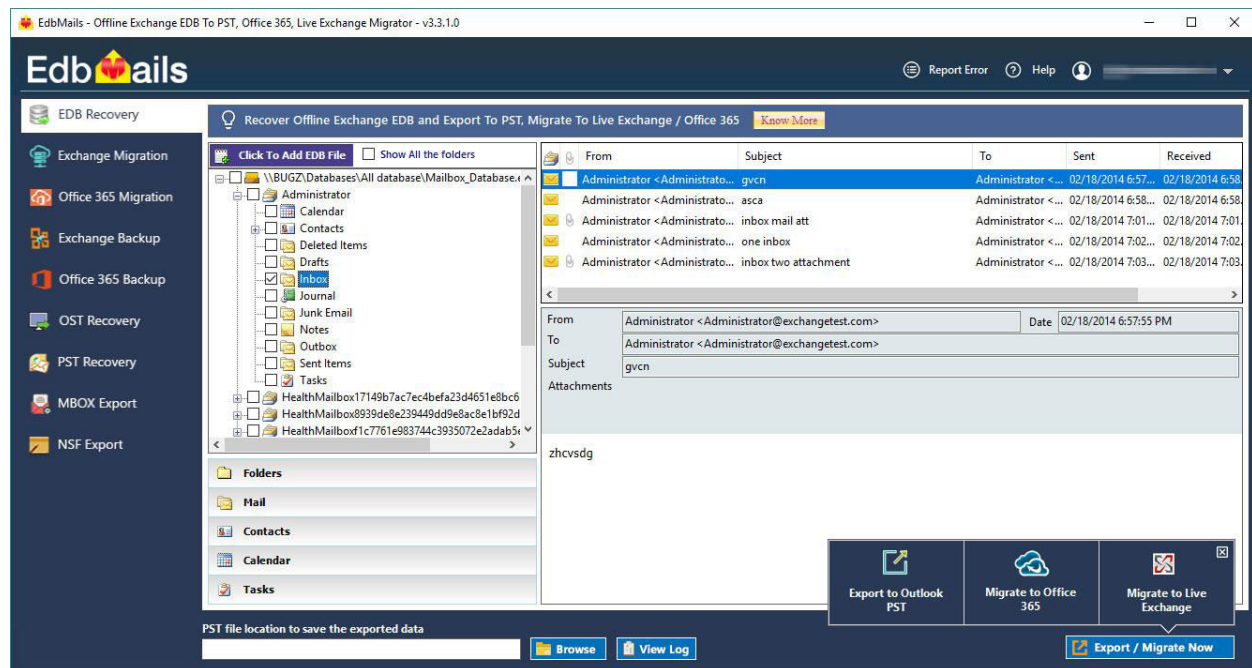 EdbMails - Offline Exchange EDB To PST, Office 365, Live Exchange Migrator - v3.3.1.0
EdbMails
Report Error
Help
EDB Recovery
Exchange Migration
Office 365 Migration
Exchange Backup
Office 365 Backup
OST Recovery
PST Recovery
MBOX Export
NSF Export
Recover Offline Exchange EDB and Export To PST, Migrate To Live Exchange / Office 365 Know More
Click To Add EDB File Show All the folders
\\BUGZ\Databases\All database\Mailbox_Database.e
Administrator
Calendar
Contacts
Deleted Items
Drafts
Inbox
Journal
Junk Email
Notes
Outbox
Sent Items
Tasks
HealthMailbox17149b7ac7ec4befa23d4651e8bc6
HealthMailbox8939de8e239449dd9e8ac8e1bf92d
HealthMailboxf1c7761e983744c3935072e2adab5e
Folders
Mail
Contacts
Calendar
Tasks
From Subject To Sent Received
Administrator <Administrato... gvcn Administrator <... 02/18/2014 6:57... 02/18/2014 6:58.
Administrator <Administrato... asca Administrator <... 02/18/2014 6:58... 02/18/2014 6:58.
Administrator <Administrato... inbox mail att Administrator <... 02/18/2014 7:01... 02/18/2014 7:01.
Administrator <Administrato... one inbox Administrator <... 02/18/2014 7:02... 02/18/2014 7:02.
Administrator <Administrato... inbox two attachment Administrator <... 02/18/2014 7:03... 02/18/2014 7:03.
From Administrator <Administrator@exchangetest.com> Date 02/18/2014 6:57:55 PM
To Administrator <Administrator@exchangetest.com>
Subject gvcn
Attachments
zhcvsdg
Export to Outlook
PST
Migrate to Office
365
Migrate to Live
Exchange
PST file location to save the exported data
Browse View Log Export / Migrate Now